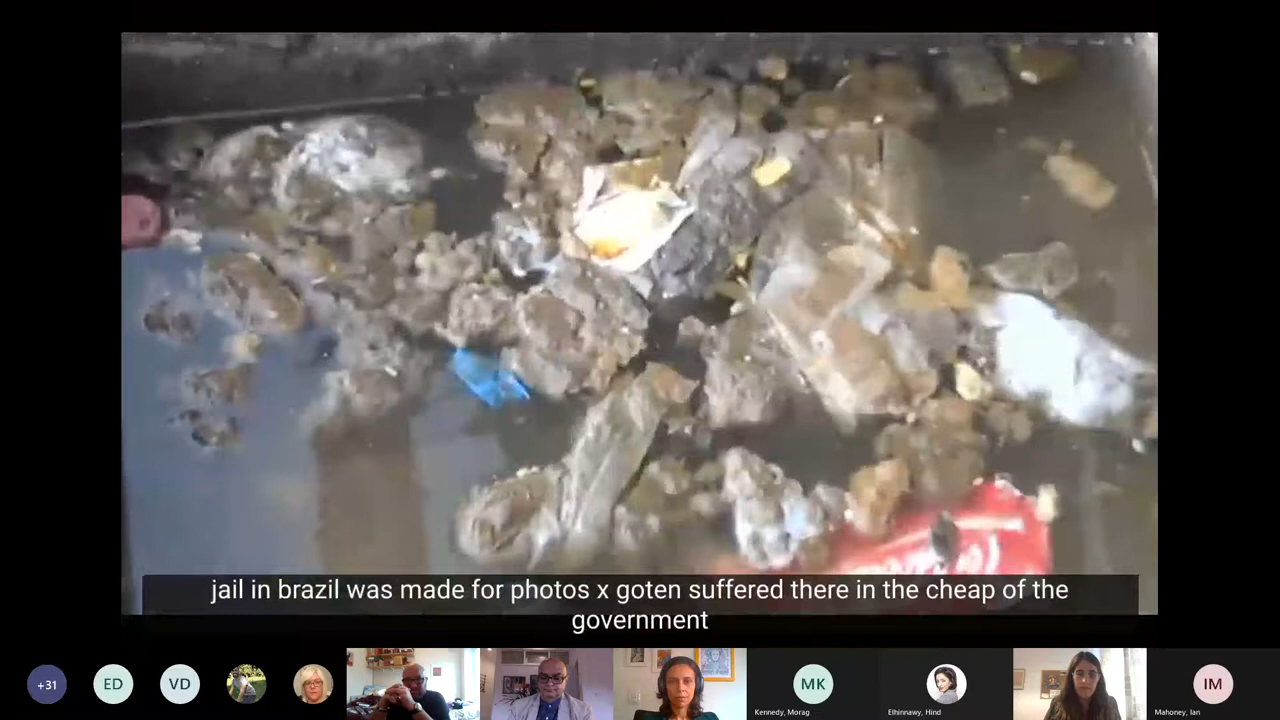 jail in brazil was made for photos x goten suffered there in the cheap of the
government
+31
ED
VD
MK
IM
Kennedy, Morag
Elhinnawy, Hind
Mahoney, Ian